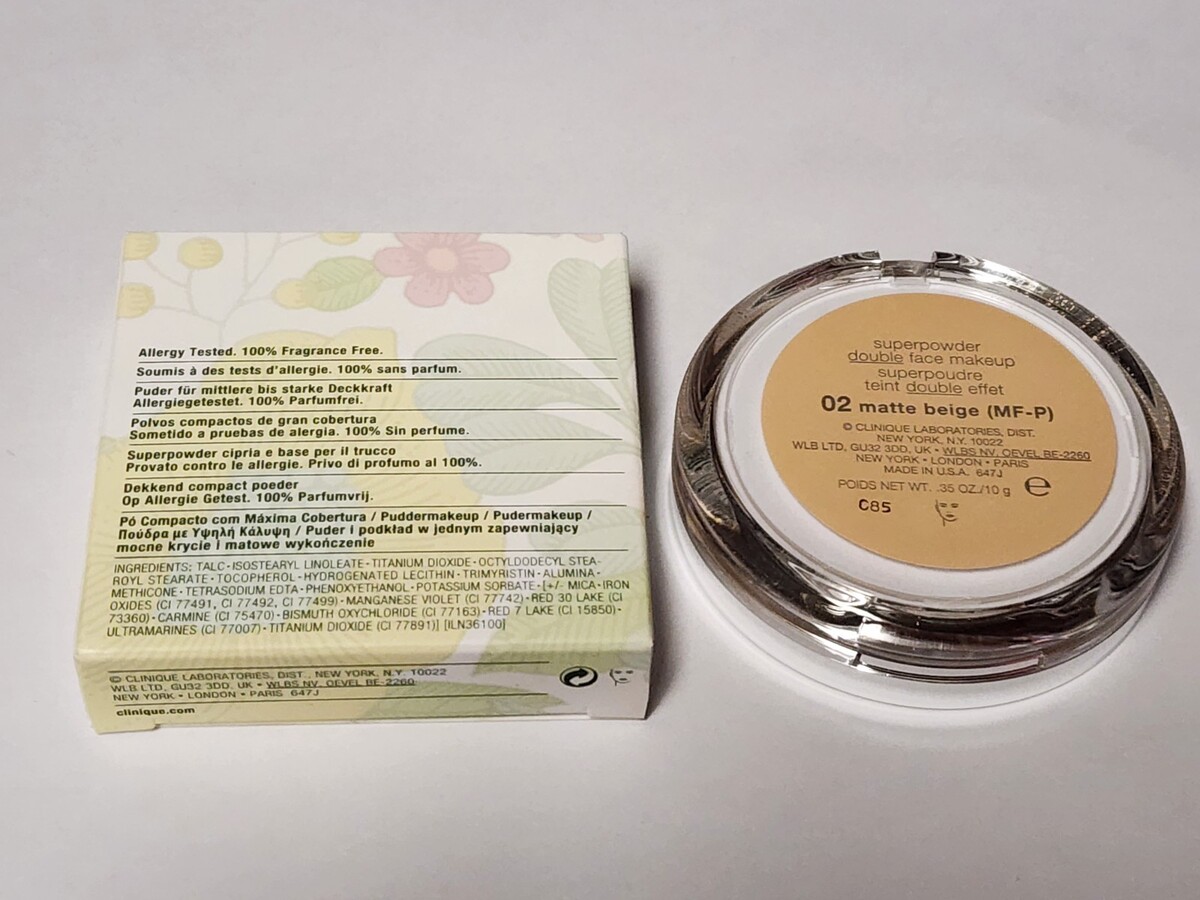 Allergy Tested. 100% Fragrance Free.
Soumis à des tests d'allergie. 100% sans parfum.
Puder für mittlere bis starke Deckkraft
Allergiegetestet. 100% Parfumfrei.
Polvos compactos de gran cobertura
Sometido a pruebas de alergia. 100% Sin perfume.
Superpowder cipria e base per il trucco
Provato contro le allergie. Privo di profumo al 100%.
Dekkend compact poeder
Op Allergie Getest. 100% Parfumvrij.
Pó Compacto com Máxima Cobertura / Puddermakeup / Pudermakeup /
Πούδρα με Υψηλή Κάλυψη / Puder i podkład w jednym zapewniający
mocne krycie i matowe wykończenie
INGREDIENTS: TALC • ISOSTEARYL LINOLEATE • TITANIUM DIOXIDE • OCTYLDODECYL STEA-
ROYL STEARATE • TOCOPHEROL • HYDROGENATED LECITHIN • TRIMYRISTIN • ALUMINA •
METHICONE • TETRASODIUM EDTA • PHENOXYETHANOL • POTASSIUM SORBATE • [+/- MICA • IRON
OXIDES (CI 77491, CI 77492, CI 77499) • MANGANESE VIOLET (CI 77742) • RED 30 LAKE (CI
73360) • CARMINE (CI 75470) • BISMUTH OXYCHLORIDE (CI 77163) • RED 7 LAKE (CI 15850) •
ULTRAMARINES (CI 77007) • TITANIUM DIOXIDE (CI 77891)] [ILN36100]
© CLINIQUE LABORATORIES, DIST., NEW YORK, N.Y. 10022
WLB LTD, GU32 3DD, UK • WLBS NV, OEVEL BE-2260
NEW YORK • LONDON • PARIS 647J
clinique.com
superpowder
double face makeup
superpoudre
teint double effet
02 matte beige (MF-P)
© CLINIQUE LABORATORIES, DIST.
NEW YORK, N.Y. 10022
WLB LTD, GU32 3DD, UK • WLBS NV, OEVEL BE-2260
NEW YORK • LONDON • PARIS
MADE IN U.S.A. 647J
POIDS NET WT. .35 OZ./10 g ℮
C85